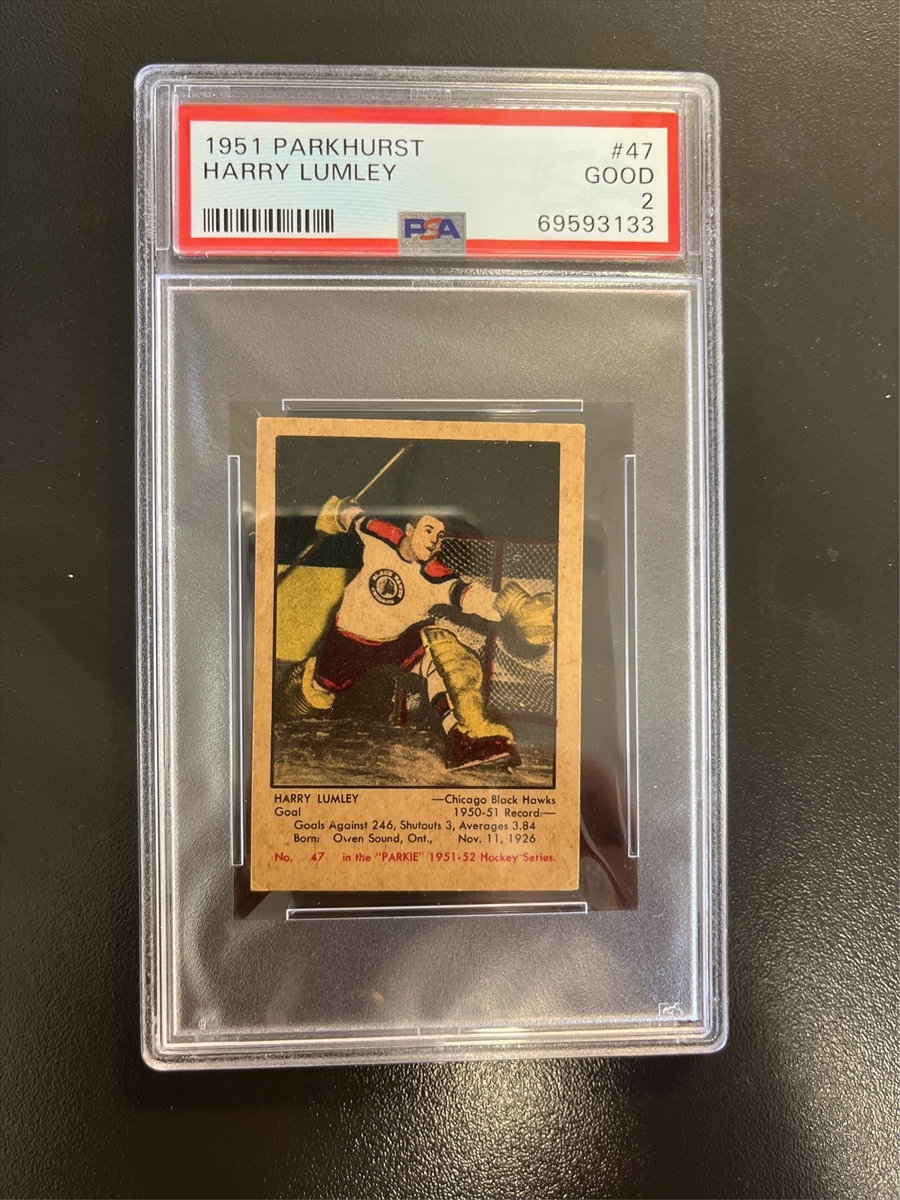 1951 PARKHURST #47
HARRY LUMLEY GOOD
2
69593133
PSA
BLACK HAWKS
HARRY LUMLEY —Chicago Black Hawks
Goal 1950-51 Record:—
Goals Against 246, Shutouts 3, Averages 3.84
Born: Owen Sound, Ont., Nov. 11, 1926
No. 47 in the "PARKIE" 1951-52 Hockey Series.